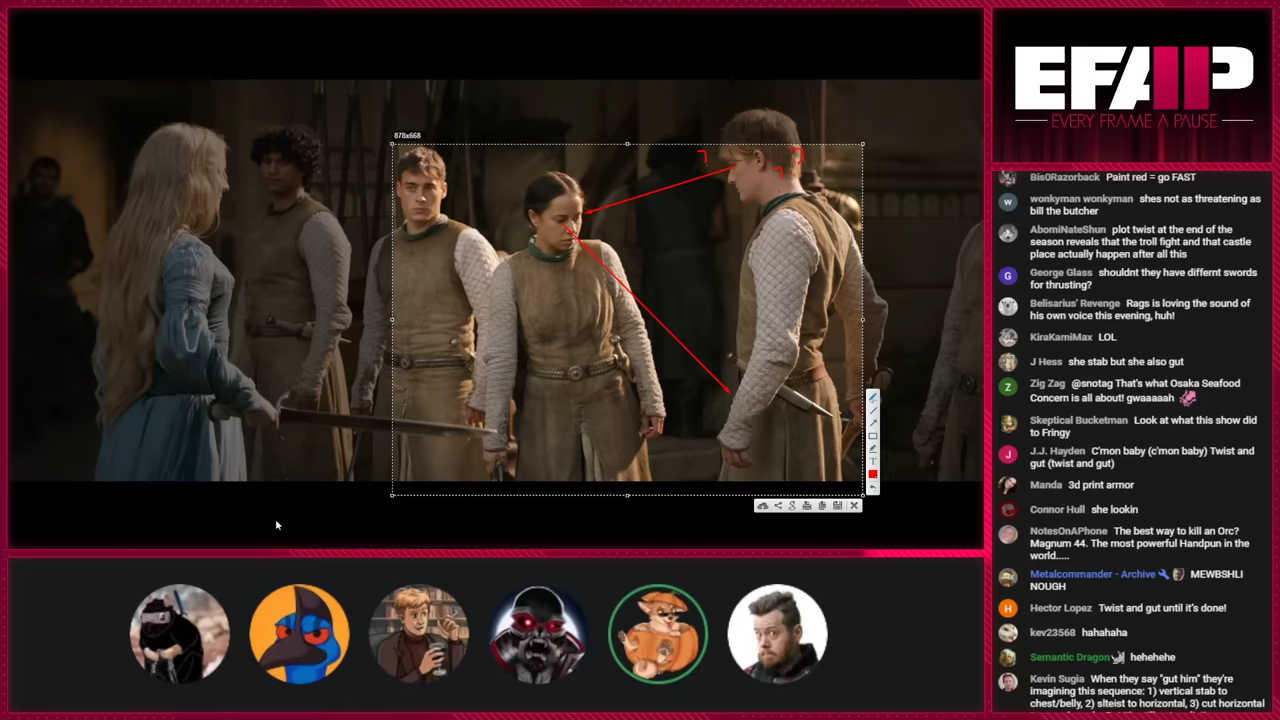 878x668
EFAP
EVERY FRAME A PAUSE
Bis0Razorback Paint red = go FAST
w
wonkyman wonkyman shes not as threatening as
bill the butcher
AbomiNateShun plot twist at the end of the
season reveals that the troll fight and that castle
place actually happen after all this
G
George Glass shouldnt they have differnt swords
for thrusting?
Belisarius' Revenge Rags is loving the sound of
his own voice this evening, huh!
KiraKamiMax LOL
J Hess she stab but she also gut
Z
Zig Zag @snotag That's what Osaka Seafood
Concern is all about! gwaaaaah
Skeptical Bucketman Look at what this show did
to Fringy
J
J.J. Hayden C'mon baby (c'mon baby) Twist and
gut (twist and gut)
Manda 3d print armor
Connor Hull she lookin
NotesOnAPhone The best way to kill an Orc?
Magnum 44. The most powerful Handpun in the
world.....
Metalcommander - Archive MEWBSHLI
NOUGH
H
Hector Lopez Twist and gut until it's done!
kev23568 hahahaha
Semantic Dragon hehehehe
Kevin Sugia When they say "gut him" they're
imagining this sequence: 1) vertical stab to
chest/belly, 2) slteist to horizontal, 3) cut horizontal
T